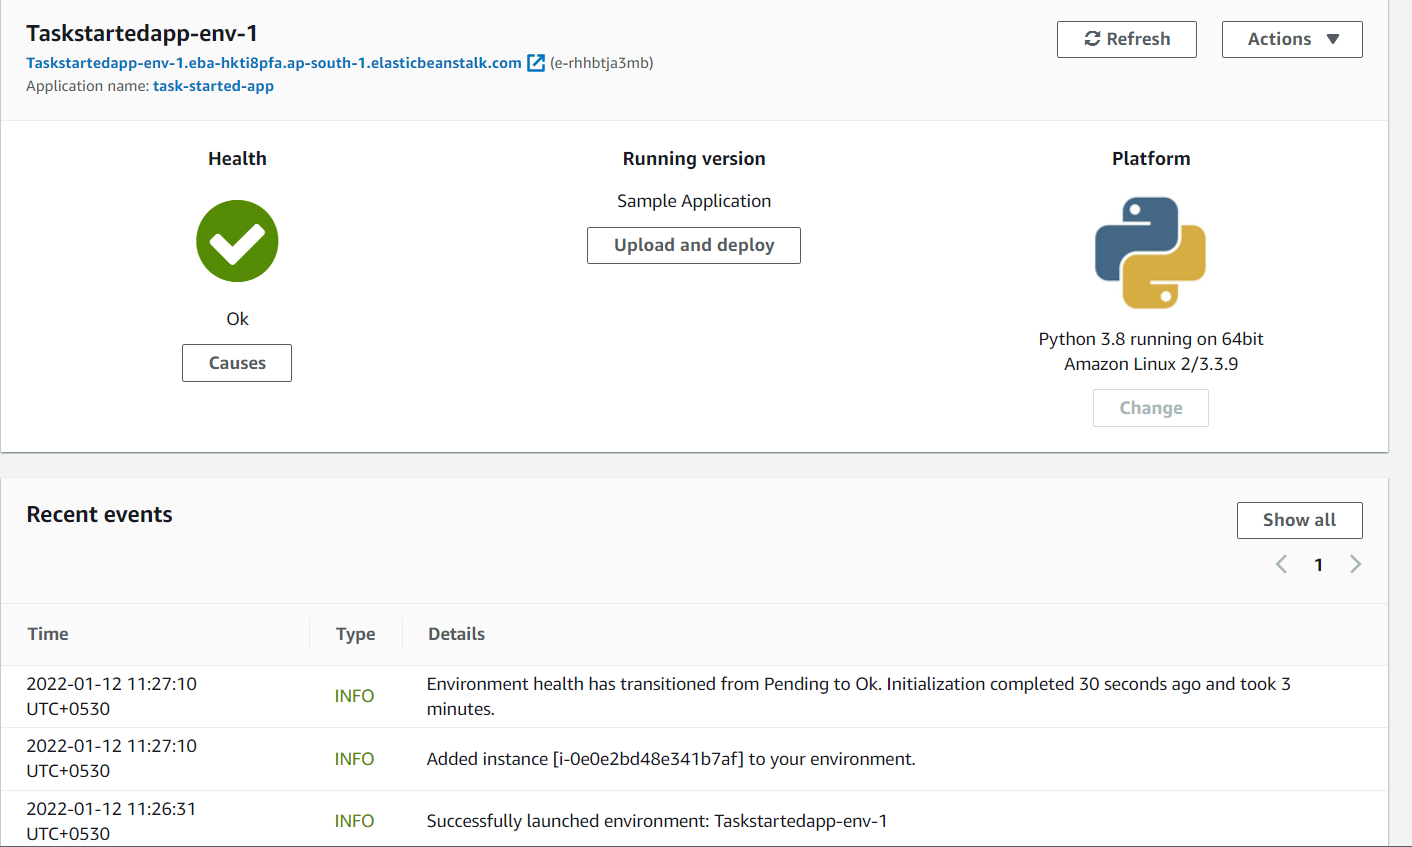 Taskstartedapp-env-1
Refresh
Actions
Taskstartedapp-env-1.eba-hkti8pfa.ap-south-1.elasticbeanstalk.com (e-rhhbtja3mb)
Application name: task-started-app
Health
Running version
Platform
Sample Application
Upload and deploy
Ok
Causes
Python 3.8 running on 64bit
Amazon Linux 2/3.3.9
Change
Recent events
Show all
1
Time
Type
Details
2022-01-12 11:27:10
UTC+0530
INFO
Environment health has transitioned from Pending to Ok. Initialization completed 30 seconds ago and took 3
minutes.
2022-01-12 11:27:10
UTC+0530
INFO
Added instance [i-0e0e2bd48e341b7af] to your environment.
2022-01-12 11:26:31
UTC+0530
INFO
Successfully launched environment: Taskstartedapp-env-1